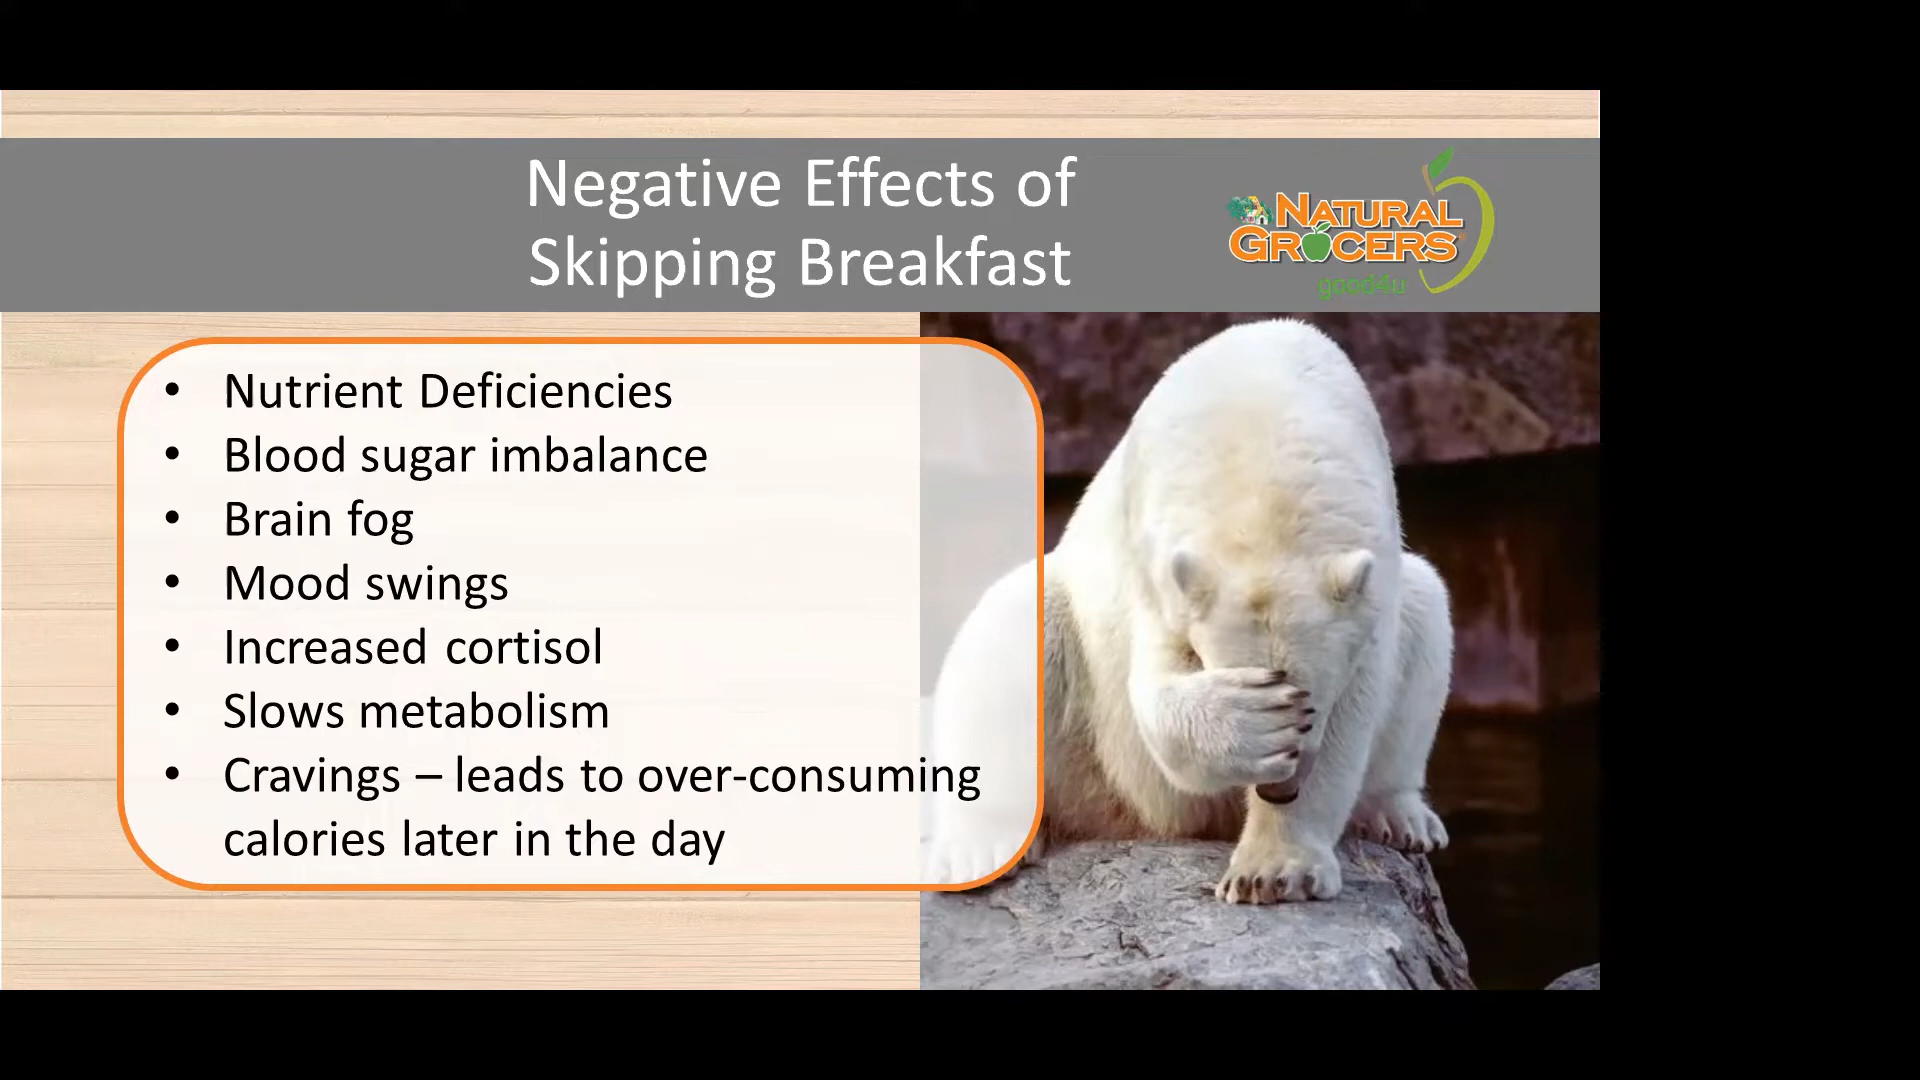 Negative Effects of
Skipping Breakfast
NATURAL
GROCERS
good4u
• Nutrient Deficiencies
• Blood sugar imbalance
• Brain fog
• Mood swings
• Increased cortisol
• Slows metabolism
• Cravings – leads to over-consuming
calories later in the day